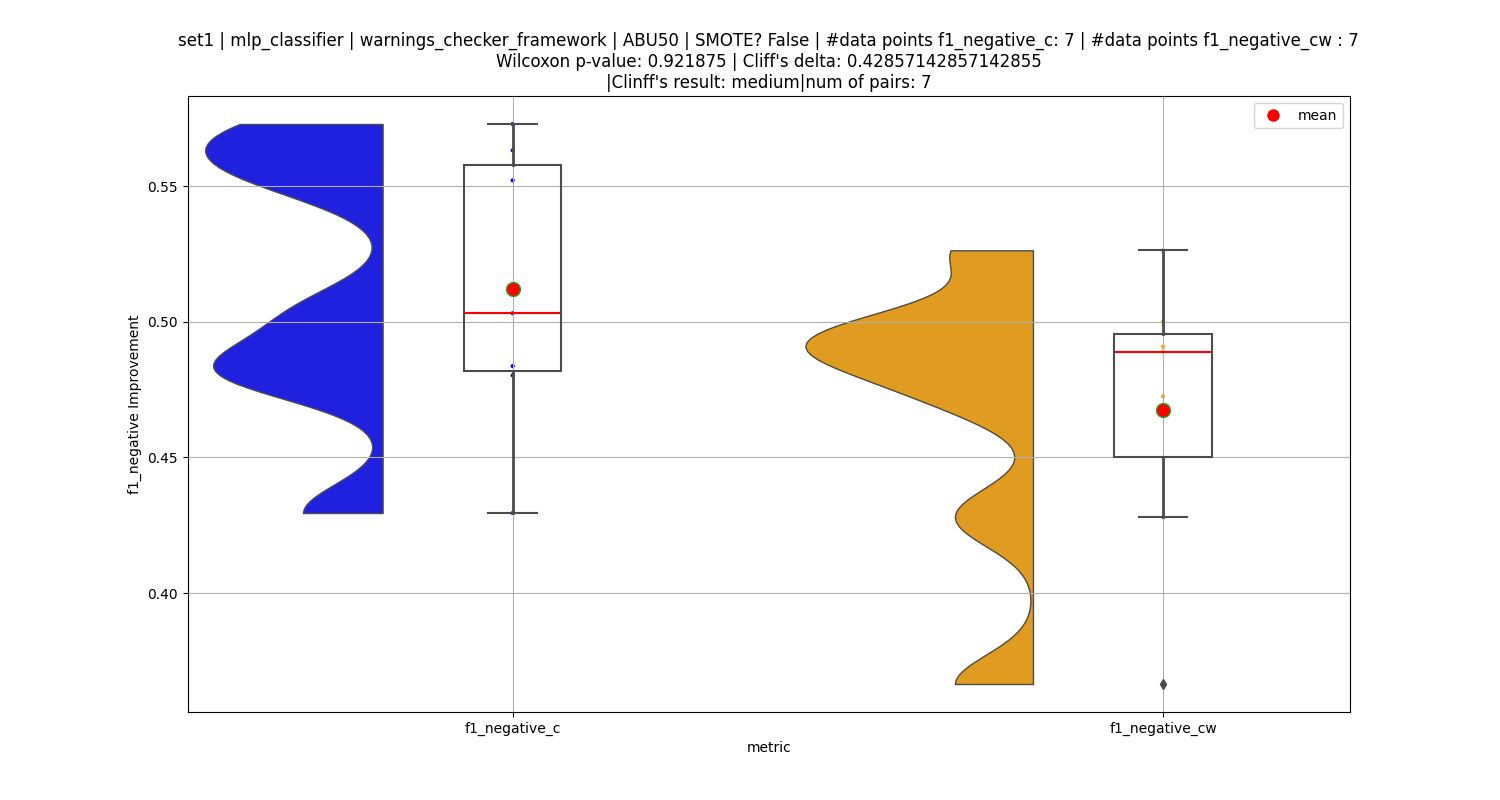 set1 | mlp_classifier | warnings_checker_framework | ABU50 | SMOTE? False | #data points f1_negative_c: 7 | #data points f1_negative_cw : 7
Wilcoxon p-value: 0.921875 | Cliff's delta: 0.42857142857142855
|Clinff's result: medium|num of pairs: 7
mean
0.55
0.50
0.45
0.40
f1_negative Improvement
f1_negative_c
f1_negative_cw
metric